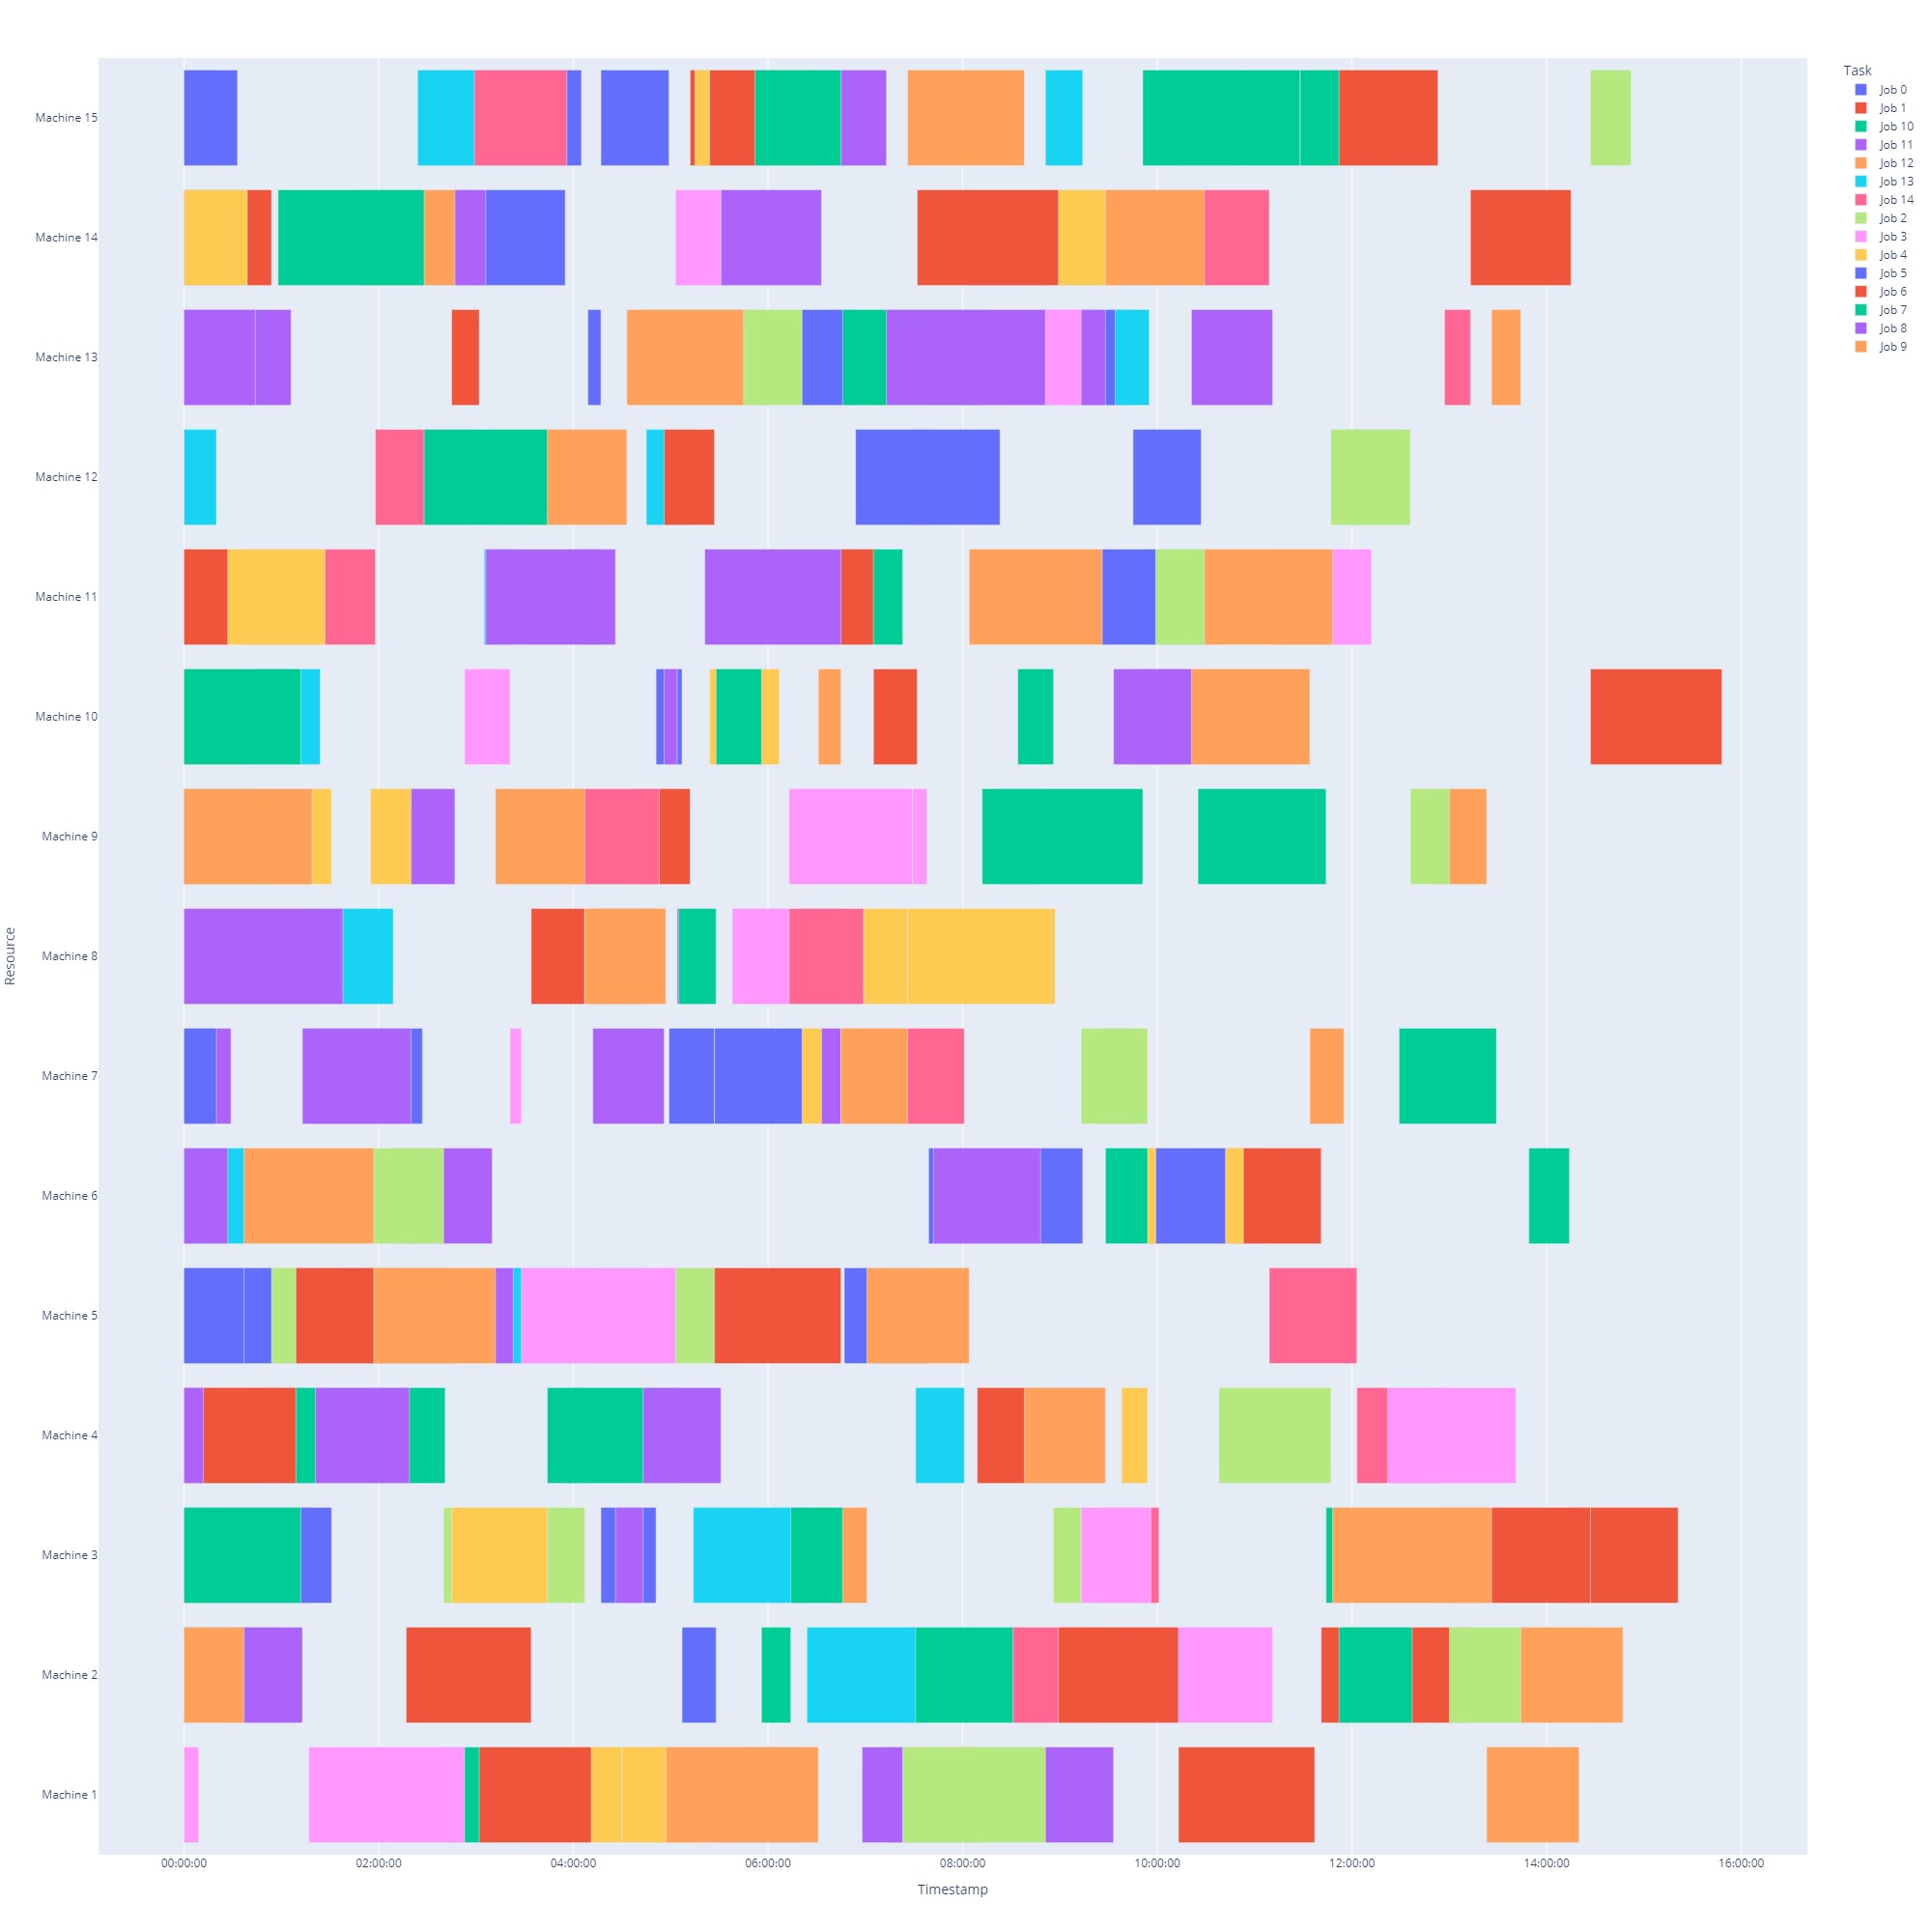 Task
Job 0
Job 1
Job 10
Job 11
Job 12
Job 13
Job 14
Job 2
Job 3
Job 4
Job 5
Job 6
Job 7
Job 8
Job 9
Resource
Machine 15
Machine 14
Machine 13
Machine 12
Machine 11
Machine 10
Machine 9
Machine 8
Machine 7
Machine 6
Machine 5
Machine 4
Machine 3
Machine 2
Machine 1
00:00:00 02:00:00 04:00:00 06:00:00 08:00:00 10:00:00 12:00:00 14:00:00 16:00:00
Timestamp